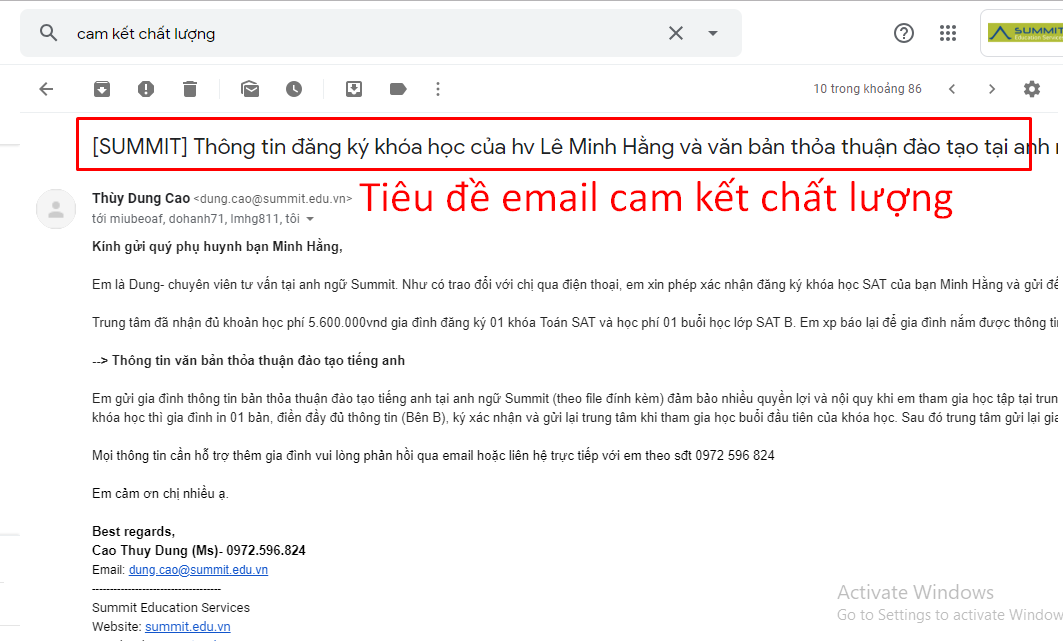 cam kết chất lượng
SUMMIT
Education Services
10 trong khoảng 86
[SUMMIT] Thông tin đăng ký khóa học của hv Lê Minh Hằng và văn bản thỏa thuận đào tạo tại anh
Tiêu đề email cam kết chất lượng
Thùy Dung Cao <dung.cao@summit.edu.vn>
tới miubeoaf, dohanh71, lmhg811, tôi
Kính gửi quý phụ huynh bạn Minh Hằng,
Em là Dung- chuyên viên tư vấn tại anh ngữ Summit. Như có trao đổi với chị qua điện thoại, em xin phép xác nhận đăng ký khóa học SAT của bạn Minh Hằng và gửi
Trung tâm đã nhận đủ khoản học phí 5.600.000vnd gia đình đăng ký 01 khóa Toán SAT và học phí 01 buổi học lớp SAT B. Em xp báo lại để gia đình nắm được thông
--> Thông tin văn bản thỏa thuận đào tạo tiếng anh
Em gửi gia đình thông tin bản thỏa thuận đào tạo tiếng anh tại anh ngữ Summit (theo file đính kèm) đảm bảo nhiều quyền lợi và nội quy khi em tham gia học tập tại
khóa học thì gia đình in 01 bản, điền đầy đủ thông tin (Bên B), ký xác nhận và gửi lại trung tâm khi tham gia học buổi đầu tiên của khóa học. Sau đó trung tâm gửi lại
Mọi thông tin cần hỗ trợ thêm gia đình vui lòng phản hồi qua email hoặc liên hệ trực tiếp với em theo sđt 0972 596 824
Em cảm ơn chị nhiều ạ.
Best regards,
Cao Thuy Dung (Ms)- 0972.596.824
Email: dung.cao@summit.edu.vn
------------------------------------
Summit Education Services
Website: summit.edu.vn
Activate Windows
Go to Settings to activate Window